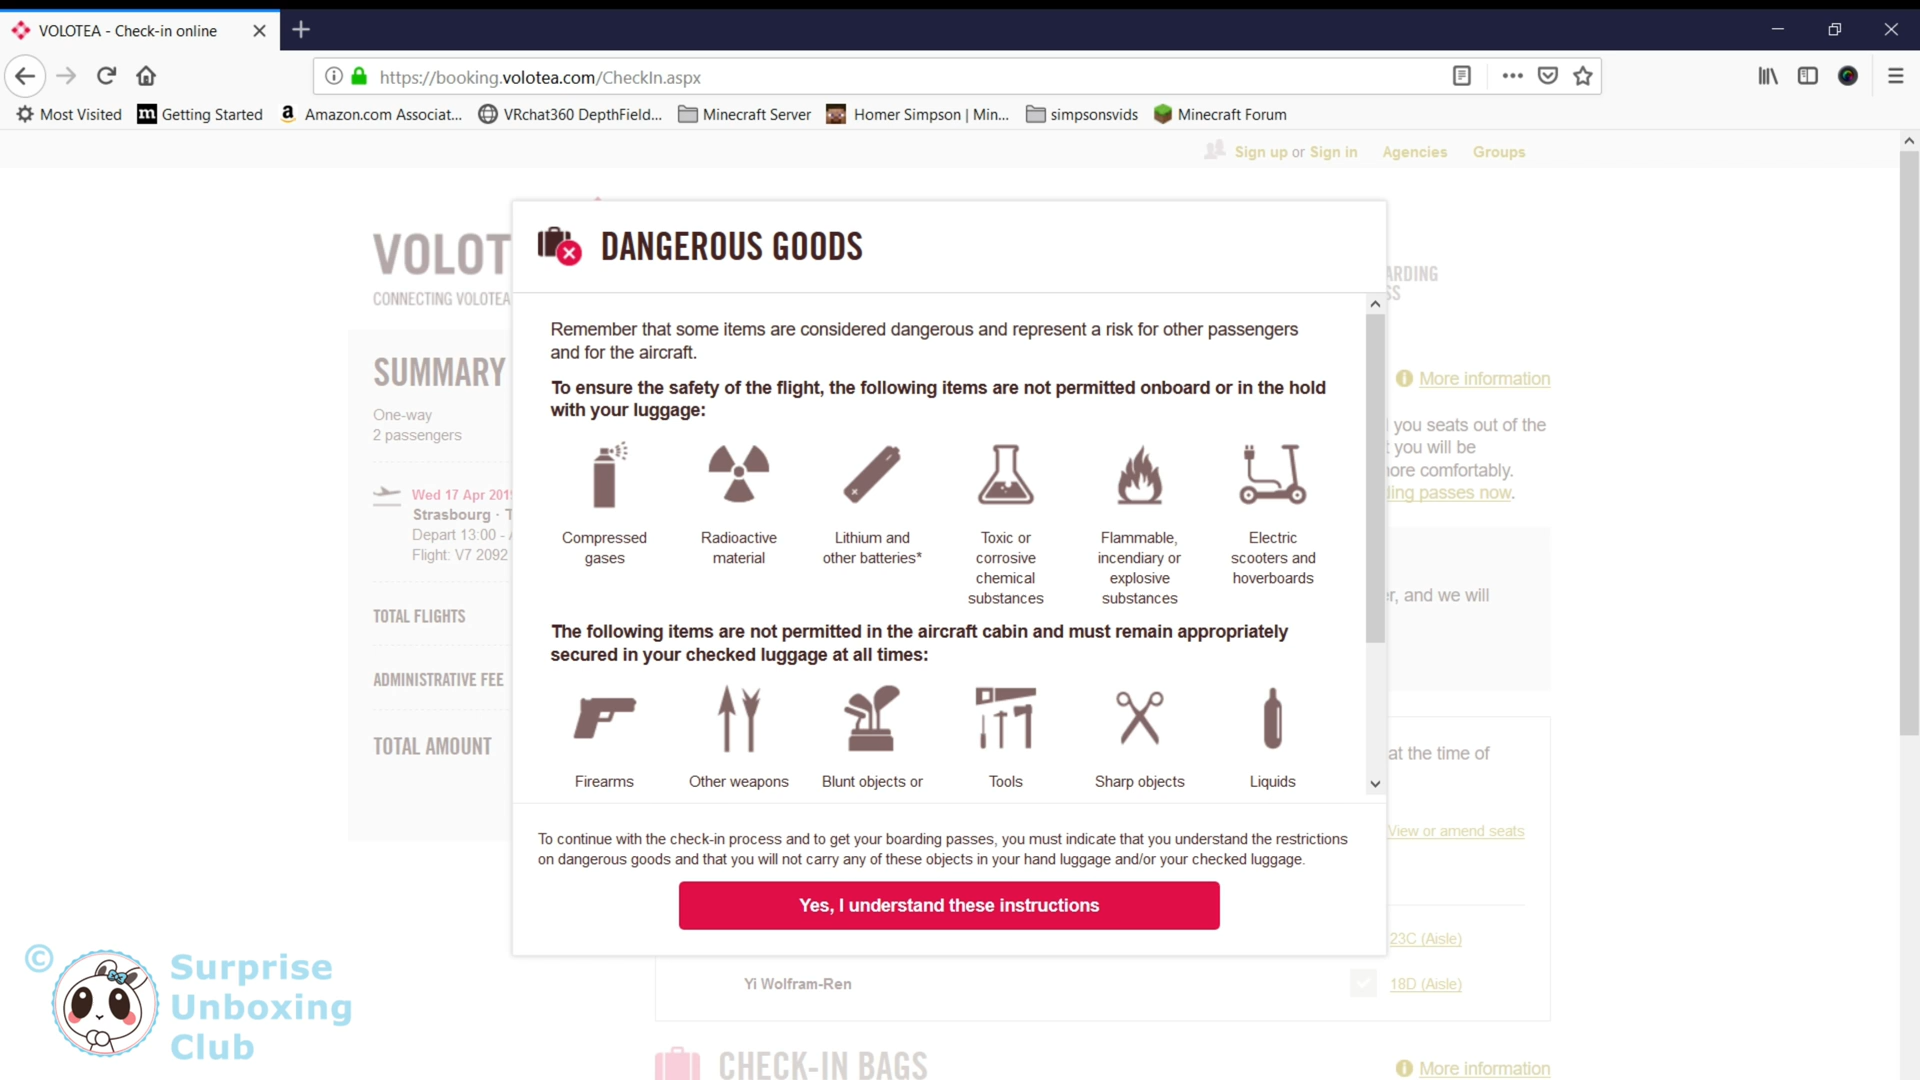 VOLOTEA - Check-in online
https://booking.volotea.com/CheckIn.aspx
Most Visited
Getting Started
Amazon.com Associat...
VRchat360 DepthField...
Minecraft Server
Homer Simpson | Min...
simpsonsvids
Minecraft Forum
Sign up or Sign in
Agencies
Groups
VOLOT
CONNECTING VOLOTEA
ARDING
SS
SUMMARY
One-way
2 passengers
Wed 17 Apr 201
Strasbourg · T
Depart 13:00 -
Flight: V7 2092
TOTAL FLIGHTS
ADMINISTRATIVE FEE
TOTAL AMOUNT
DANGEROUS GOODS
Remember that some items are considered dangerous and represent a risk for other passengers
and for the aircraft.
To ensure the safety of the flight, the following items are not permitted onboard or in the hold
with your luggage:
Compressed
gases
Radioactive
material
Lithium and
other batteries*
Toxic or
corrosive
chemical
substances
Flammable,
incendiary or
explosive
substances
Electric
scooters and
hoverboards
The following items are not permitted in the aircraft cabin and must remain appropriately
secured in your checked luggage at all times:
Firearms
Other weapons
Blunt objects or
Tools
Sharp objects
Liquids
To continue with the check-in process and to get your boarding passes, you must indicate that you understand the restrictions
on dangerous goods and that you will not carry any of these objects in your hand luggage and/or your checked luggage.
Yes, I understand these instructions
More information
you seats out of the
you will be
ore comfortably.
ding passes now.
r, and we will
at the time of
View or amend seats
23C (Aisle)
Yi Wolfram-Ren
18D (Aisle)
CHECK-IN BAGS
More information
© Surprise
Unboxing
Club